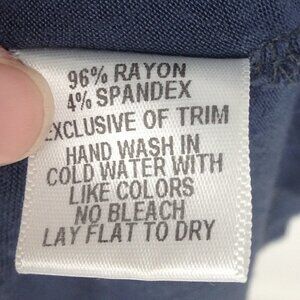 96% RAYON
4% SPANDEX
EXCLUSIVE OF TRIM
HAND WASH IN
COLD WATER WITH
LIKE COLORS
NO BLEACH
LAY FLAT TO DRY